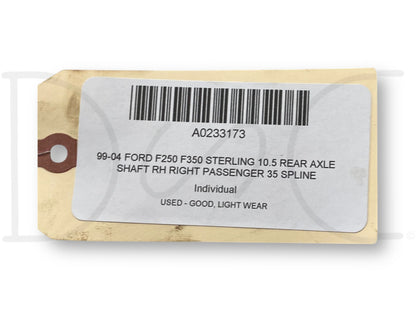 A0233173
99-04 FORD F250 F350 STERLING 10.5 REAR AXLE
SHAFT RH RIGHT PASSENGER 35 SPLINE
Individual
USED - GOOD, LIGHT WEAR